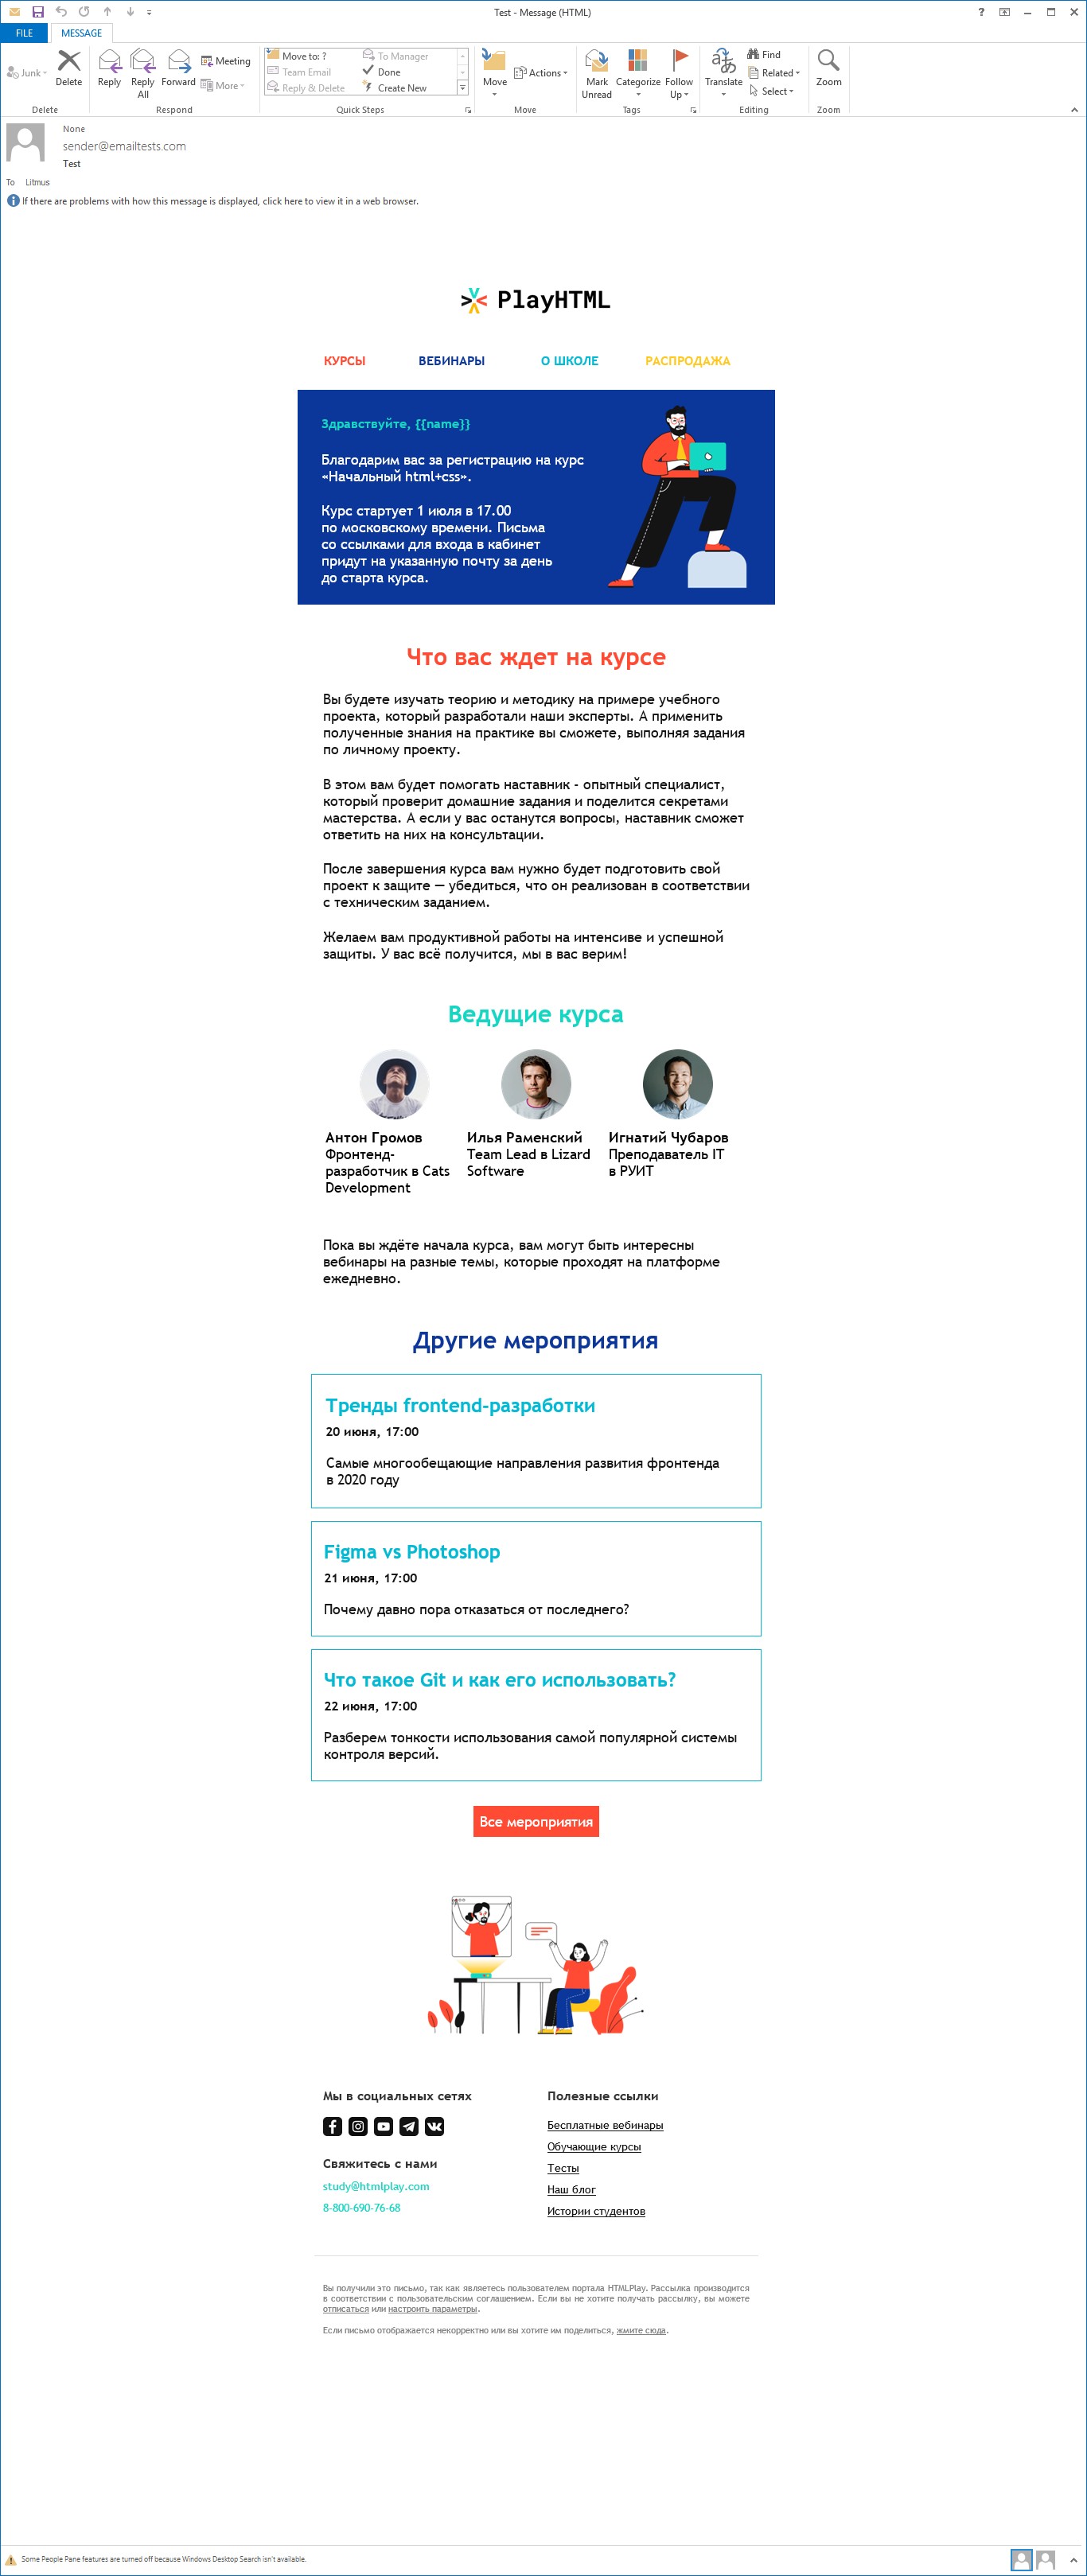 Test - Message (HTML)
FILE
MESSAGE
Junk
Delete
Reply
Reply All
Forward
Meeting
More
Move to: ?
Team Email
Reply & Delete
To Manager
Done
Create New
Move
Actions
Mark Unread
Categorize
Follow Up
Translate
Find
Related
Select
Zoom
Delete
Respond
Quick Steps
Move
Tags
Editing
Zoom
None
sender@emailtests.com
Test
To Litmus
If there are problems with how this message is displayed, click here to view it in a web browser.
PlayHTML
КУРСЫ
ВЕБИНАРЫ
О ШКОЛЕ
РАСПРОДАЖА
Здравствуйте, {{name}}
Благодарим вас за регистрацию на курс
«Начальный html+css».
Курс стартует 1 июля в 17.00
по московскому времени. Письма
со ссылками для входа в кабинет
придут на указанную почту за день
до старта курса.
Что вас ждет на курсе
Вы будете изучать теорию и методику на примере учебного
проекта, который разработали наши эксперты. А применить
полученные знания на практике вы сможете, выполняя задания
по личному проекту.
В этом вам будет помогать наставник - опытный специалист,
который проверит домашние задания и поделится секретами
мастерства. А если у вас останутся вопросы, наставник сможет
ответить на них на консультации.
После завершения курса вам нужно будет подготовить свой
проект к защите — убедиться, что он реализован в соответствии
с техническим заданием.
Желаем вам продуктивной работы на интенсиве и успешной
защиты. У вас всё получится, мы в вас верим!
Ведущие курса
Антон Громов
Фронтенд-
разработчик в Cats
Development
Илья Раменский
Team Lead в Lizard
Software
Игнатий Чубаров
Преподаватель IT
в РУИТ
Пока вы ждёте начала курса, вам могут быть интересны
вебинары на разные темы, которые проходят на платформе
ежедневно.
Другие мероприятия
Тренды frontend-разработки
20 июня, 17:00
Самые многообещающие направления развития фронтенда
в 2020 году
Figma vs Photoshop
21 июня, 17:00
Почему давно пора отказаться от последнего?
Что такое Git и как его использовать?
22 июня, 17:00
Разберем тонкости использования самой популярной системы
контроля версий.
Все мероприятия
Мы в социальных сетях
Свяжитесь с нами
study@htmlplay.com
8-800-690-76-68
Полезные ссылки
Бесплатные вебинары
Обучающие курсы
Тесты
Наш блог
Истории студентов
Вы получили это письмо, так как являетесь пользователем портала HTMLPlay. Рассылка производится
в соответствии с пользовательским соглашением. Если вы не хотите получать рассылку, вы можете
отписаться или настроить параметры.
Если письмо отображается некорректно или вы хотите им поделиться, жмите сюда.
Some People Pane features are turned off because Windows Desktop Search isn't available.